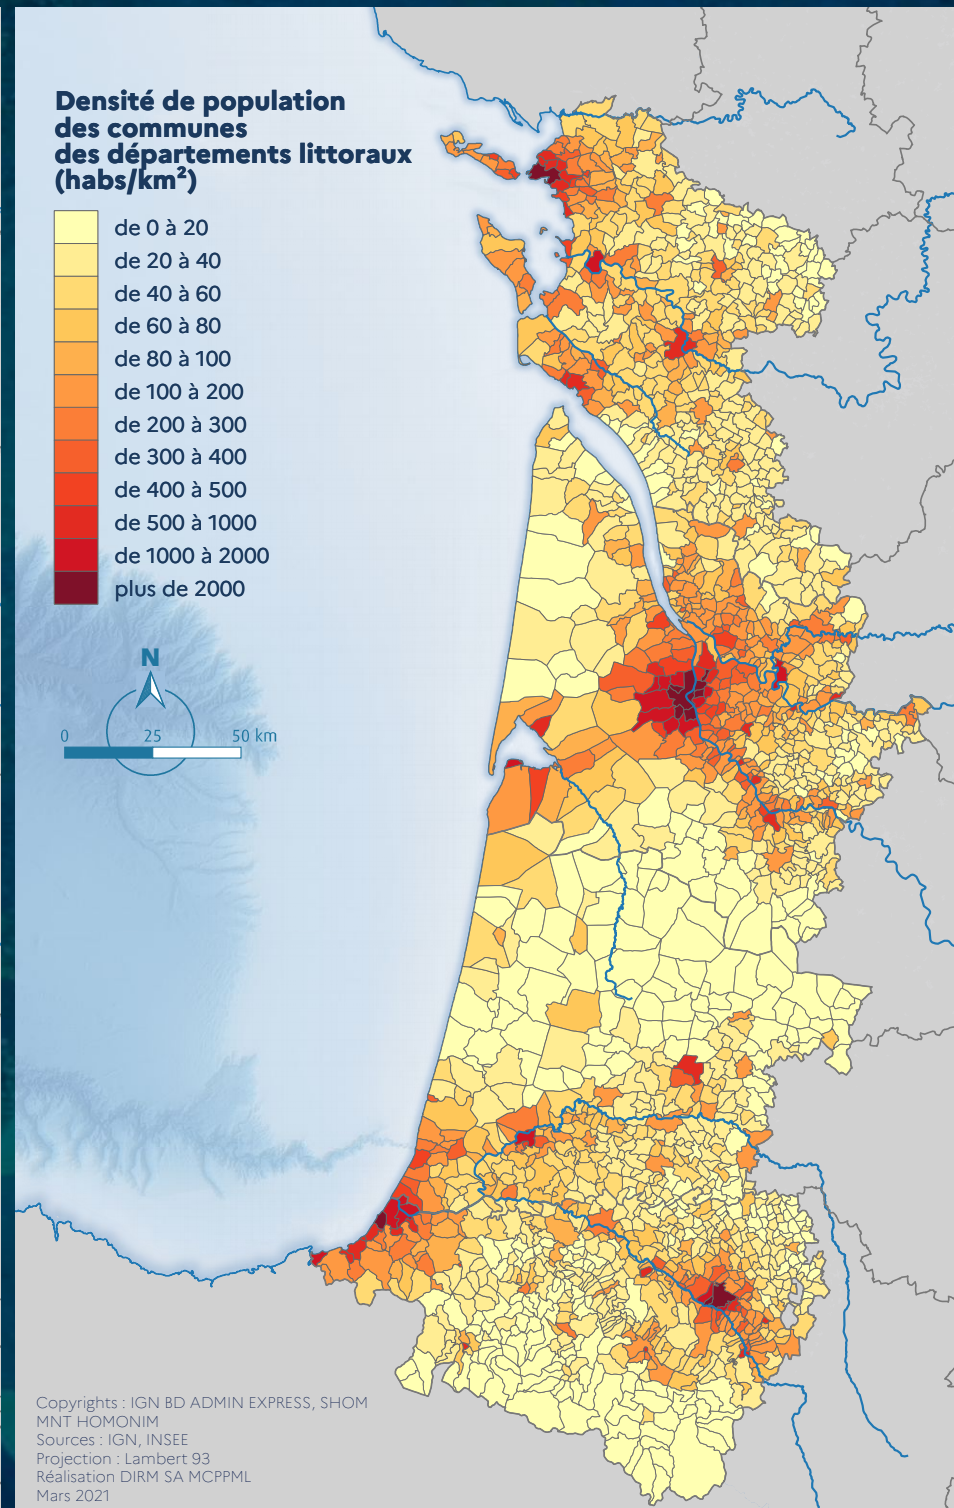 Densité de population
des communes
des départements littoraux
(habs/km²)
de 0 à 20
de 20 à 40
de 40 à 60
de 60 à 80
de 80 à 100
de 100 à 200
de 200 à 300
de 300 à 400
de 400 à 500
de 500 à 1000
de 1000 à 2000
plus de 2000
N
0 25 50 km
Copyrights : IGN BD ADMIN EXPRESS, SHOM
MNT HOMONIM
Sources : IGN, INSEE
Projection : Lambert 93
Réalisation DIRM SA MCPPML
Mars 2021